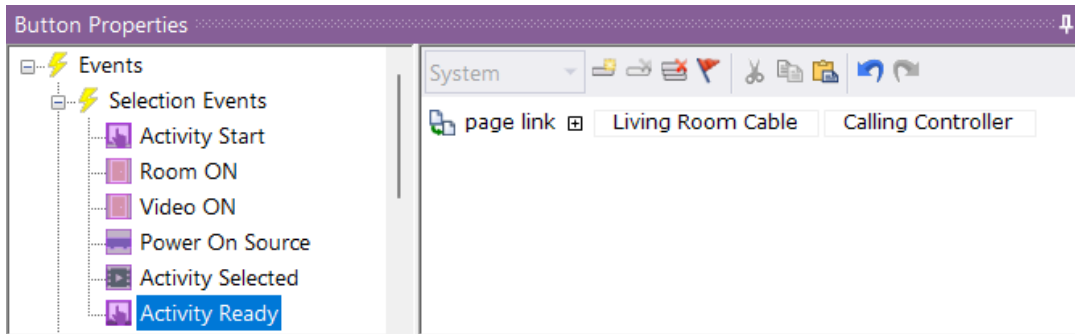 Button Properties
Events
Selection Events
Activity Start
Room ON
Video ON
Power On Source
Activity Selected
Activity Ready
System
page link Living Room Cable Calling Controller